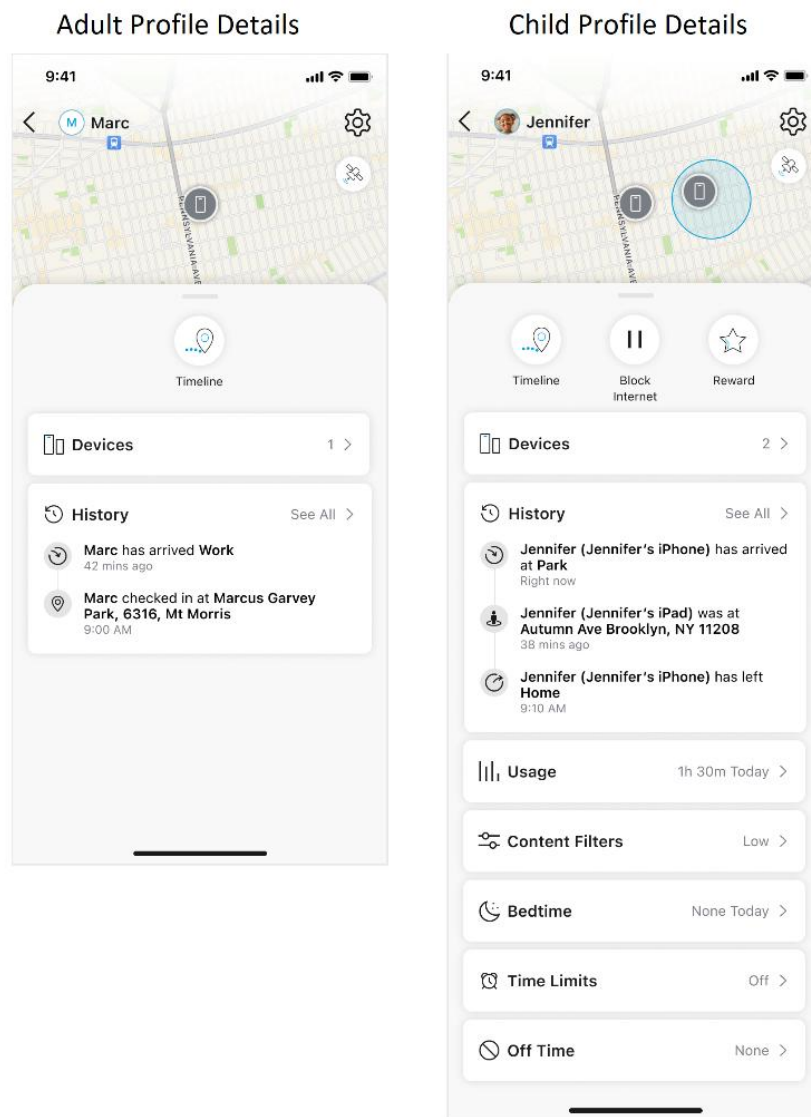 Adult Profile Details
9:41
M Marc
PENNSYLVANIA AVE
Timeline
Devices 1
History See All
Marc has arrived Work
42 mins ago
Marc checked in at Marcus Garvey
Park, 6316, Mt Morris
9:00 AM
Child Profile Details
9:41
Jennifer
PENNSYLVANIA AVE
Timeline
Block
Internet
Reward
Devices 2
History See All
Jennifer (Jennifer's iPhone) has arrived
at Park
Right now
Jennifer (Jennifer's iPad) was at
Autumn Ave Brooklyn, NY 11208
38 mins ago
Jennifer (Jennifer's iPhone) has left
Home
9:10 AM
Usage 1h 30m Today
Content Filters Low
Bedtime None Today
Time Limits Off
Off Time None